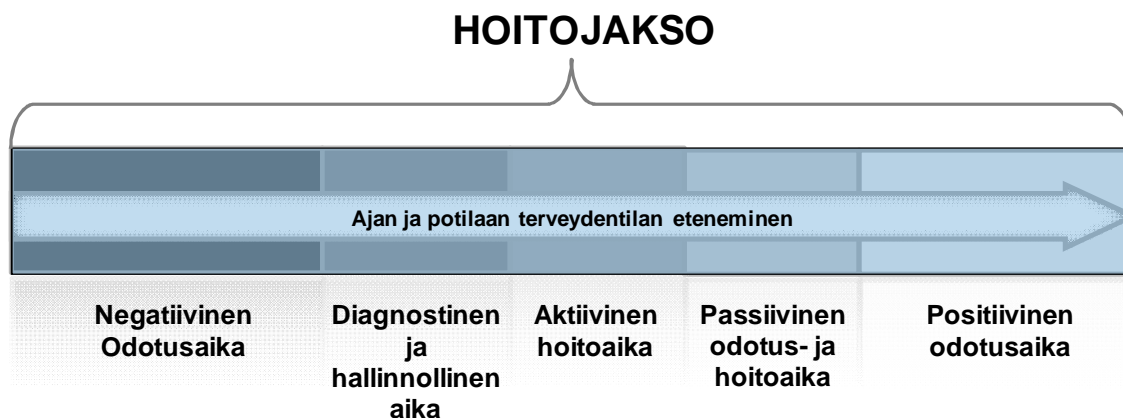 HOITOJAKSO
Ajan ja potilaan terveydentilan eteneminen
Negatiivinen
Odotusaika
Diagnostinen
ja
hallinnollinen
aika
Aktiivinen
hoitoaika
Passiivinen
odotus- ja
hoitoaika
Positiivinen
odotusaika